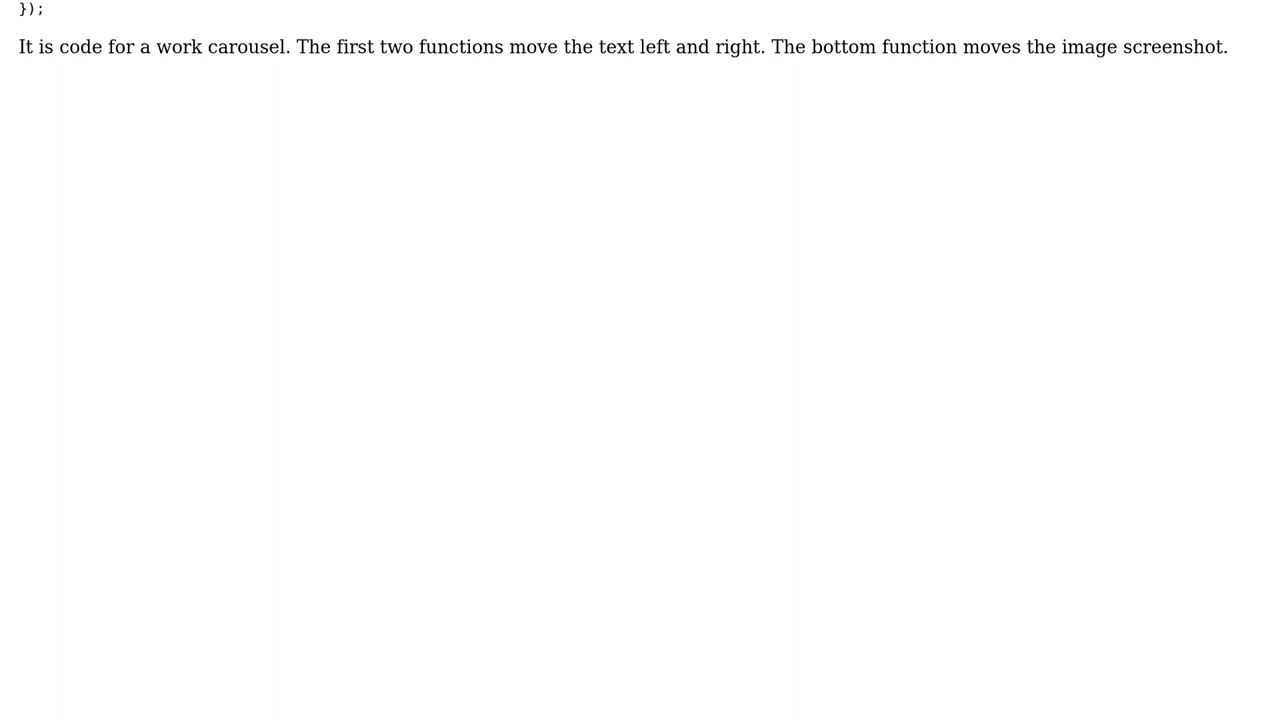 });
It is code for a work carousel. The first two functions move the text left and right. The bottom function moves the image screenshot.